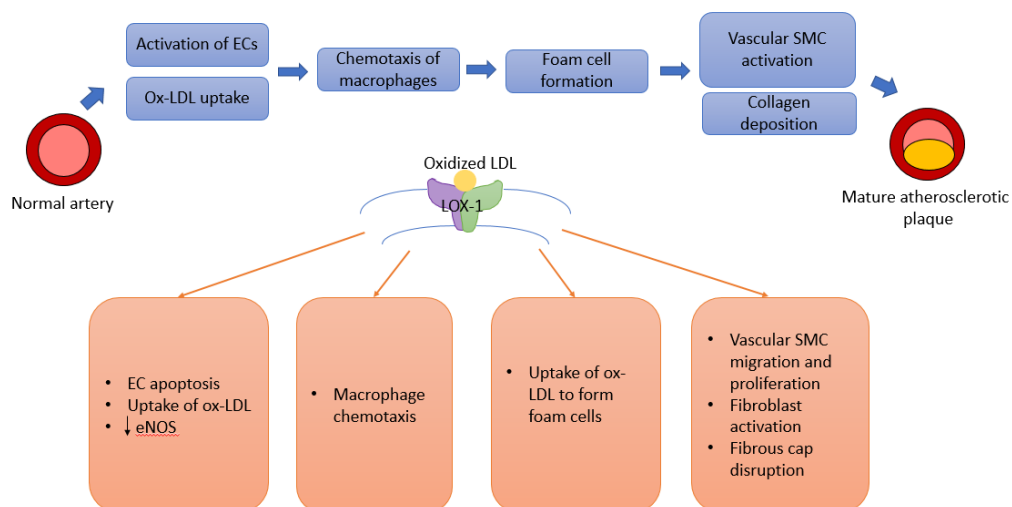 Activation of ECs
Ox-LDL uptake
Chemotaxis of
macrophages
Foam cell
formation
Vascular SMC
activation
Collagen
deposition
Normal artery
Mature atherosclerotic
plaque
Oxidized LDL
LOX-1
• EC apoptosis
• Uptake of ox-LDL
• ↓ eNOS
• Macrophage
chemotaxis
• Uptake of ox-
LDL to form
foam cells
• Vascular SMC
migration and
proliferation
• Fibroblast
activation
• Fibrous cap
disruption